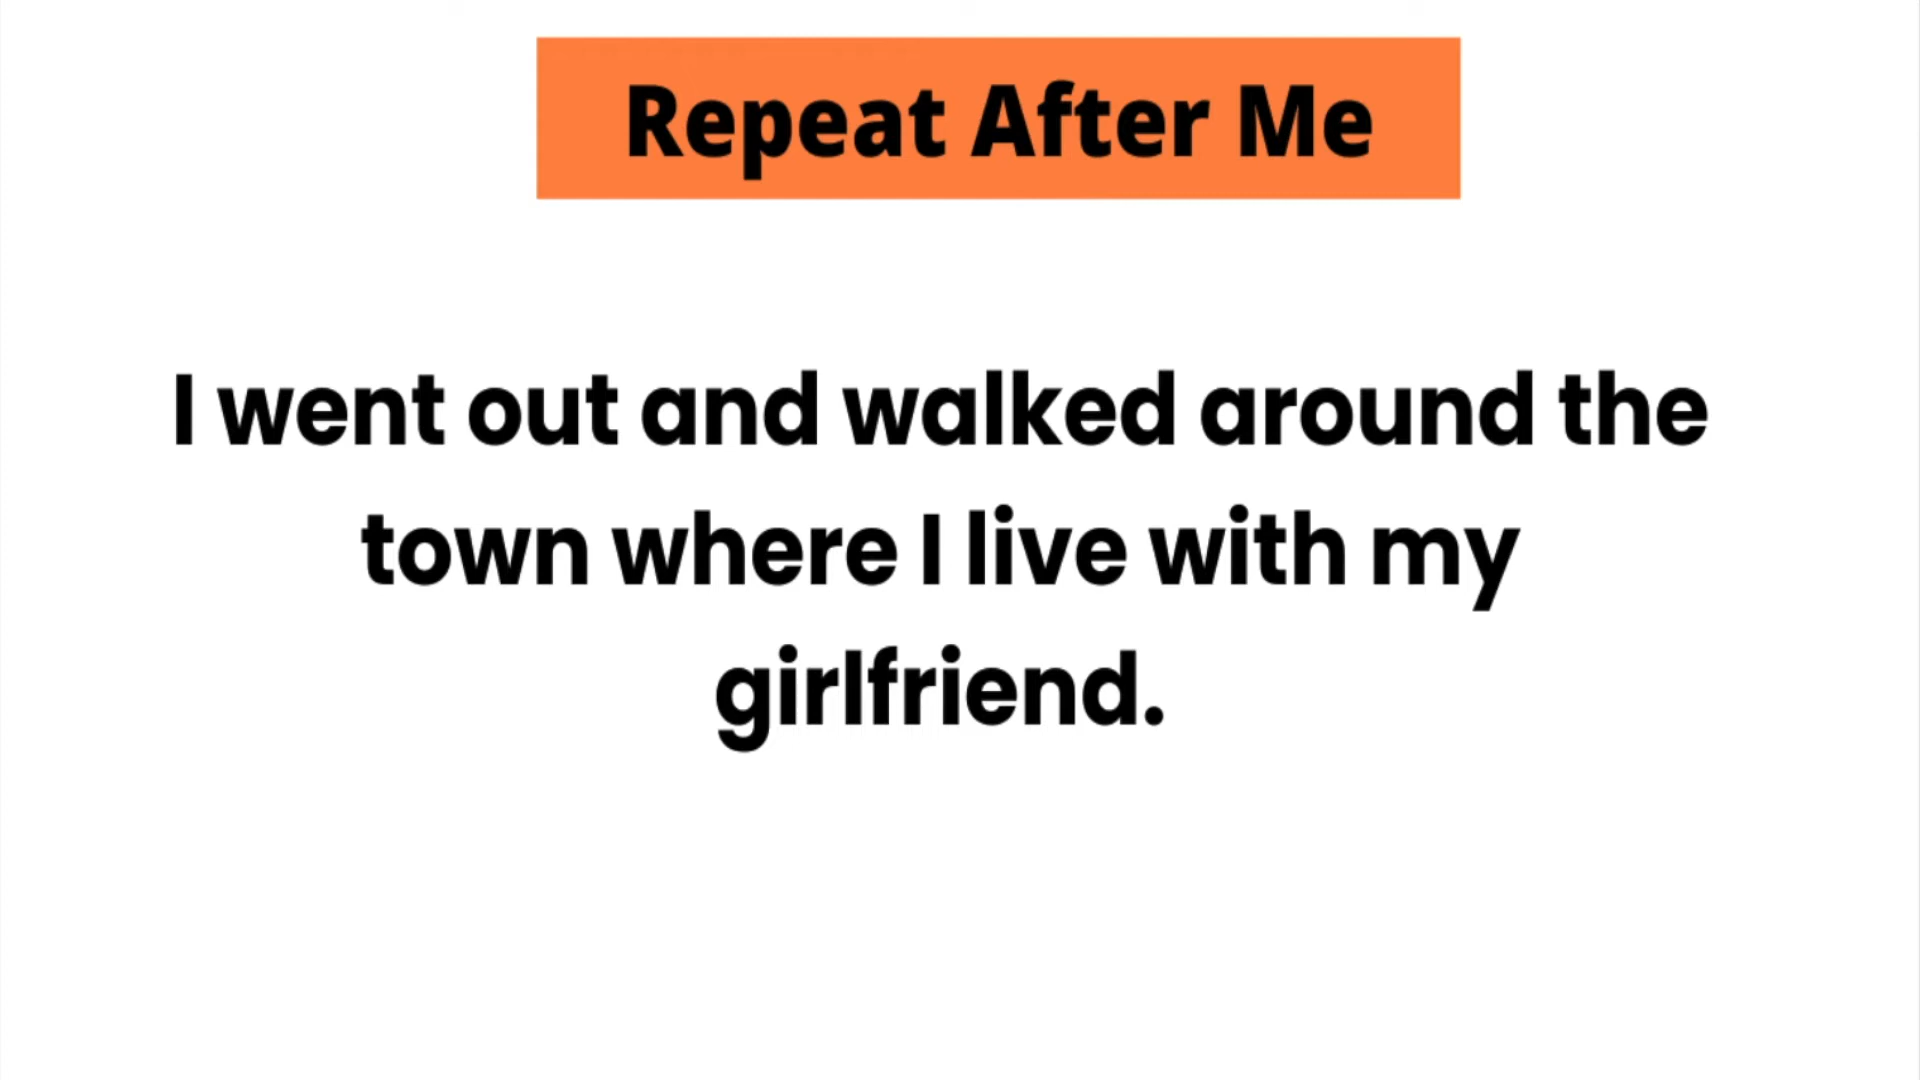 Repeat After Me
I went out and walked around the
town where I live with my
girlfriend.